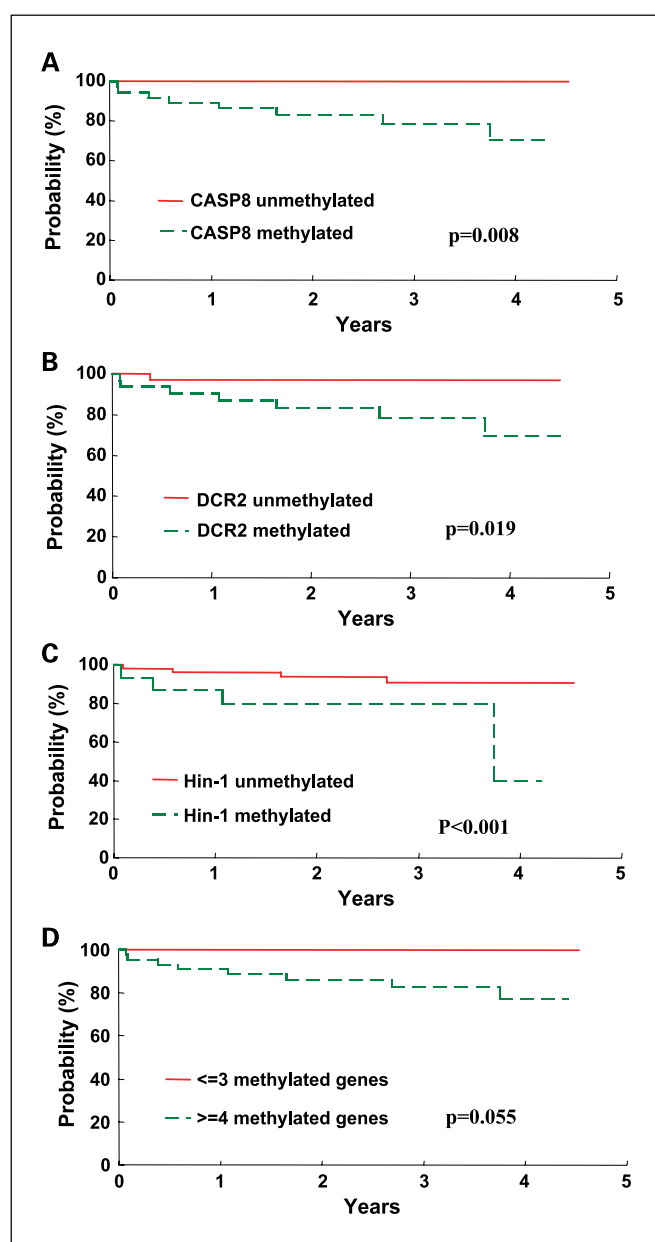 A
Probability (%)
100
80
60
40
20
0
CASP8 unmethylated
CASP8 methylated
p=0.008
0 1 2 3 4 5
Years
B
Probability (%)
100
80
60
40
20
0
DCR2 unmethylated
DCR2 methylated
p=0.019
0 1 2 3 4 5
Years
C
Probability (%)
100
80
60
40
20
0
Hin-1 unmethylated
Hin-1 methylated
P<0.001
0 1 2 3 4 5
Years
D
Probability (%)
100
80
60
40
20
0
<=3 methylated genes
>=4 methylated genes
p=0.055
0 1 2 3 4 5
Years